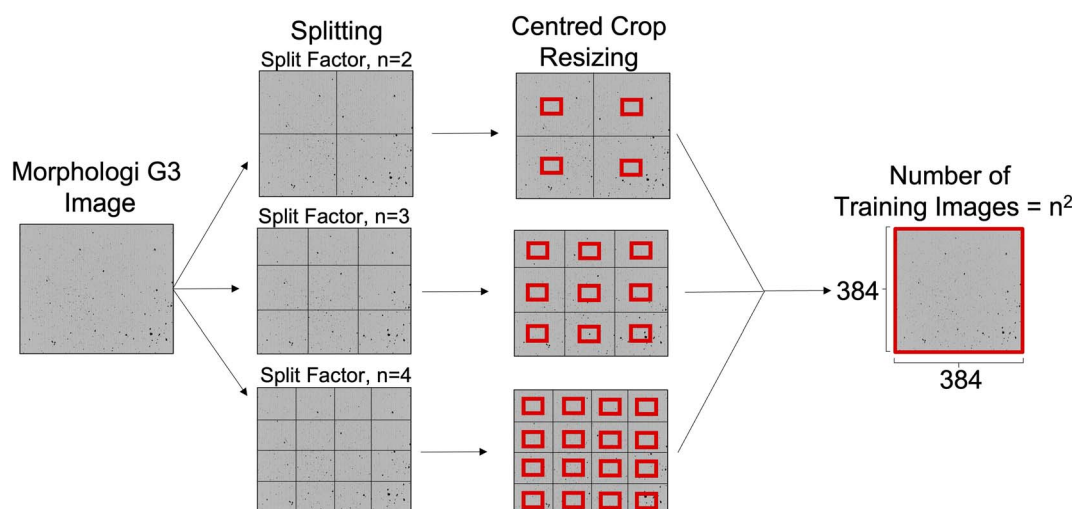 Morphologi G3
Image
Splitting
Split Factor, n=2
Split Factor, n=3
Split Factor, n=4
Centred Crop
Resizing
Number of
Training Images = n²
384
384